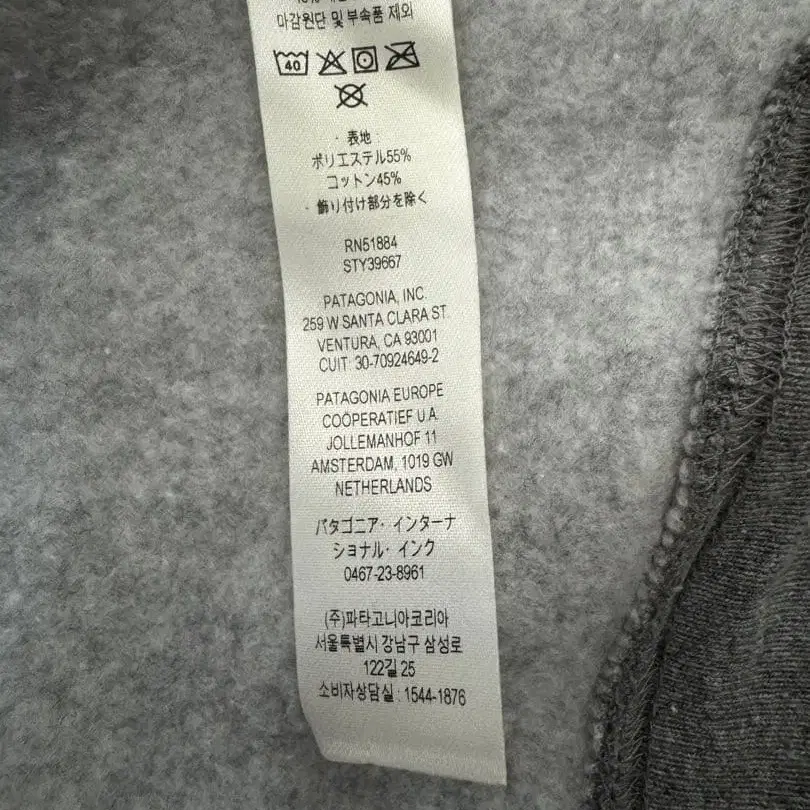 마감원단 및 부속품 제외
40
· 表地 :
ポリエステル55%
コットン45%
· 飾り付け部分を除く
RN51884
STY39667
PATAGONIA, INC.
259 W SANTA CLARA ST.
VENTURA, CA 93001
CUIT: 30-70924649-2
PATAGONIA EUROPE
COÖPERATIEF U.A.
JOLLEMANHOF 11
AMSTERDAM, 1019 GW
NETHERLANDS
パタゴニア・インターナ
ショナル・インク
0467-23-8961
(주)파타고니아코리아
서울특별시 강남구 삼성로
122길 25
소비자상담실 : 1544-1876